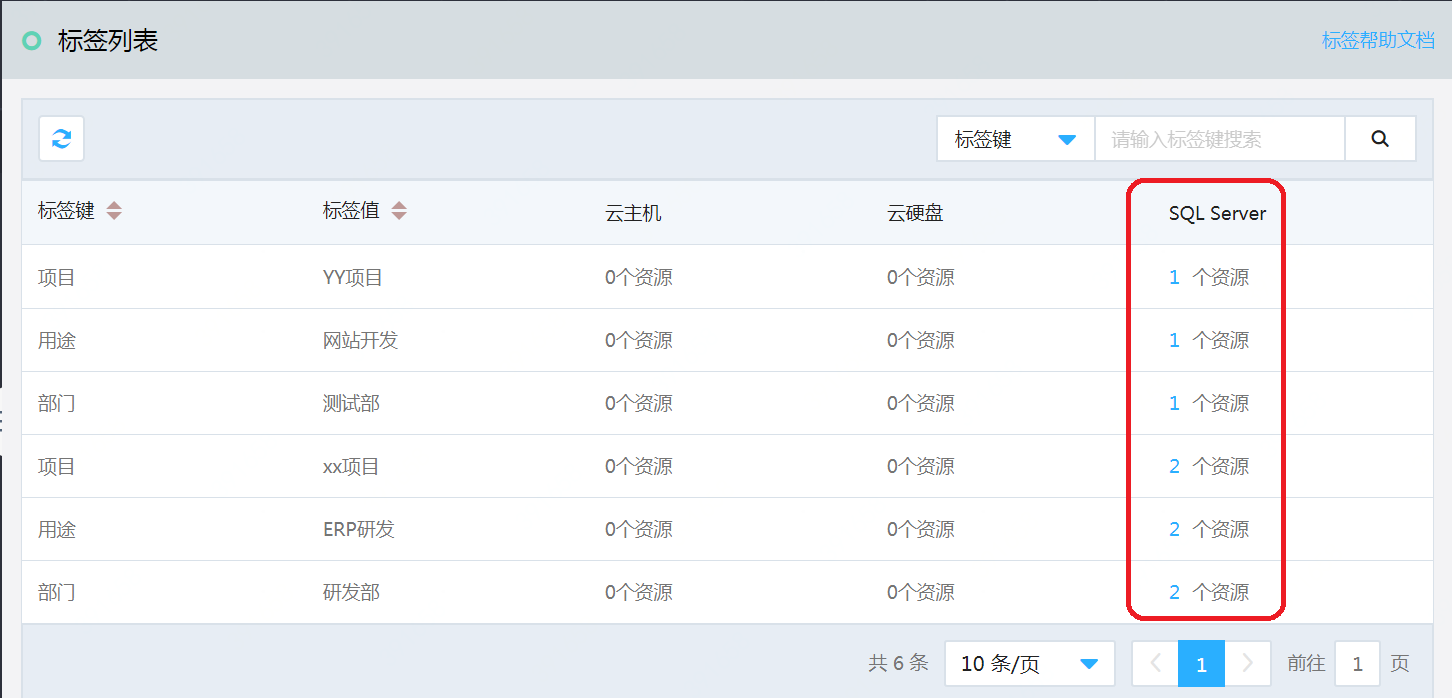 标签列表 标签帮助文档
标签键 请输入标签键搜索
标签键 标签值 云主机 云硬盘 SQL Server
项目 YY项目 0个资源 0个资源 1 个资源
用途 网站开发 0个资源 0个资源 1 个资源
部门 测试部 0个资源 0个资源 1 个资源
项目 xx项目 0个资源 0个资源 2 个资源
用途 ERP研发 0个资源 0个资源 2 个资源
部门 研发部 0个资源 0个资源 2 个资源
共 6 条 10 条/页 1 前往 1 页